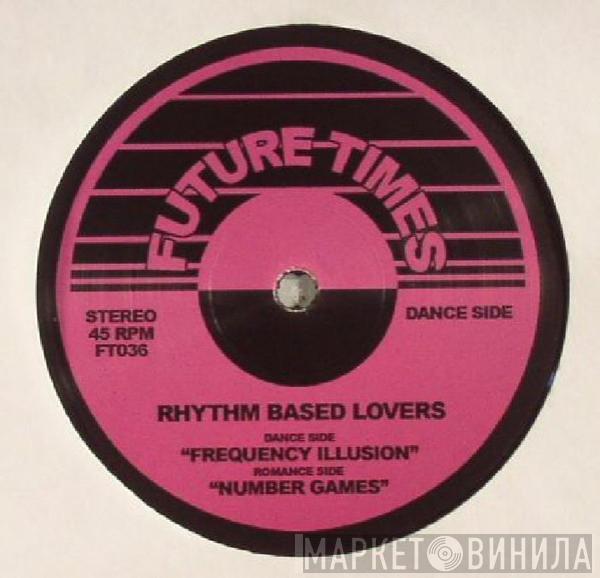 FUTURE TIMES
STEREO
45 RPM
FT036
DANCE SIDE
RHYTHM BASED LOVERS
DANCE SIDE
“FREQUENCY ILLUSION”
ROMANCE SIDE
“NUMBER GAMES”
МАРКЕТ ВИНИЛА